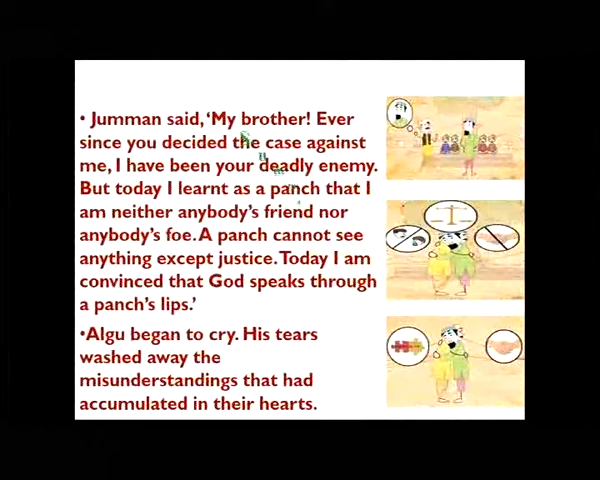 • Jumman said, 'My brother! Ever
since you decided the case against
me, I have been your deadly enemy.
But today I learnt as a panch that I
am neither anybody's friend nor
anybody's foe. A panch cannot see
anything except justice. Today I am
convinced that God speaks through
a panch's lips.'
•Algu began to cry. His tears
washed away the
misunderstandings that had
accumulated in their hearts.